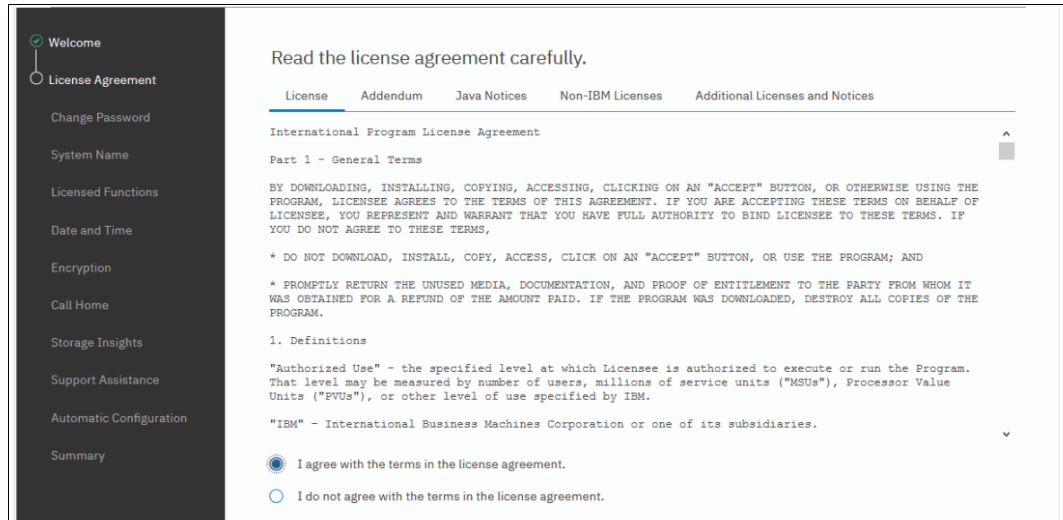 Welcome
License Agreement
Change Password
System Name
Licensed Functions
Date and Time
Encryption
Call Home
Storage Insights
Support Assistance
Automatic Configuration
Summary
Read the license agreement carefully.
License Addendum Java Notices Non-IBM Licenses Additional Licenses and Notices
International Program License Agreement
Part 1 - General Terms
BY DOWNLOADING, INSTALLING, COPYING, ACCESSING, CLICKING ON AN "ACCEPT" BUTTON, OR OTHERWISE USING THE
PROGRAM, LICENSEE AGREES TO THE TERMS OF THIS AGREEMENT. IF YOU ARE ACCEPTING THESE TERMS ON BEHALF OF
LICENSEE, YOU REPRESENT AND WARRANT THAT YOU HAVE FULL AUTHORITY TO BIND LICENSEE TO THESE TERMS. IF
YOU DO NOT AGREE TO THESE TERMS,
* DO NOT DOWNLOAD, INSTALL, COPY, ACCESS, CLICK ON AN "ACCEPT" BUTTON, OR USE THE PROGRAM; AND
* PROMPTLY RETURN THE UNUSED MEDIA, DOCUMENTATION, AND PROOF OF ENTITLEMENT TO THE PARTY FROM WHOM IT
WAS OBTAINED FOR A REFUND OF THE AMOUNT PAID. IF THE PROGRAM WAS DOWNLOADED, DESTROY ALL COPIES OF THE
PROGRAM.
1. Definitions
"Authorized Use" - the specified level at which Licensee is authorized to execute or run the Program.
That level may be measured by number of users, millions of service units ("MSUs"), Processor Value
Units ("PVUs"), or other level of use specified by IBM.
"IBM" - International Business Machines Corporation or one of its subsidiaries.
I agree with the terms in the license agreement.
I do not agree with the terms in the license agreement.